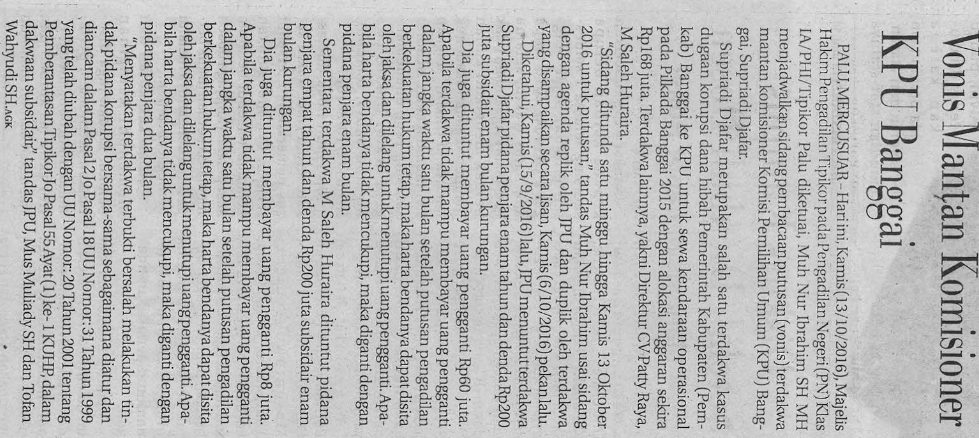 Vonis Mantan Komisioner
KPU Banggai
PALU, MERCUSUAR – Hari ini, Kamis (13/10/2016), Majelis
Hakim Pengadilan Tipikor pada Pengadilan Negeri (PN) Klas
IA/PHI/Tipikor Palu diketuai, Muh Nur Ibrahim SH MH
menjadwalkan sidang pembacaan putusan (vonis) terdakwa
mantan komisioner Komisi Pemilihan Umum (KPU) Bang-
gai, Supriadi Djafar.
Supriadi Djafar merupakan salah satu terdakwa kasus
dugaan korupsi dana hibah Pemerintah Kabupaten (Pem-
kab) Banggai ke KPU untuk sewa kendaraan operasional
pada Pilkada Banggai 2015 dengan alokasi anggaran sekira
Rp168 juta. Terdakwa lainnya, yakni Direktur CV Patty Raya,
M Saleh Huraira.
"Sidang ditunda satu minggu hingga Kamis 13 Oktober
2016 untuk putusan," tandas Muh Nur Ibrahim usai sidang
dengan agenda replik oleh JPU dan duplik oleh terdakwa
yang disampaikan secara lisan, Kamis (6/10/2016) pekan lalu.
Diketahui, Kamis (15/9/2016) lalu, JPU menuntut terdakwa
Supriadi Djafar pidana penjara enam tahun dan denda Rp200
juta subsidair enam bulan kurungan.
Dia juga dituntut membayar uang pengganti Rp60 juta.
Apabila terdakwa tidak mampu membayar uang pengganti
dalam jangka waktu satu bulan setelah putusan pengadilan
berkekuatan hukum tetap, maka harta bendanya dapat disita
oleh jaksa dan dilelang untuk menutupi uang pengganti. Apa-
bila harta bendanya tidak mencukupi, maka diganti dengan
pidana penjara enam bulan.
Sementara terdakwa M Saleh Huraira dituntut pidana
penjara empat tahun dan denda Rp200 juta subsidair enam
bulan kurungan.
Dia juga dituntut membayar uang pengganti Rp8 juta.
Apabila terdakwa tidak mampu membayar uang pengganti
dalam jangka waktu satu bulan setelah putusan pengadilan
berkekuatan hukum tetap, maka harta bendanya dapat disita
oleh jaksa dan dilelang untuk menutupi uang pengganti. Apa-
bila harta bendanya tidak mencukupi, maka diganti dengan
pidana penjara dua bulan.
"Menyatakan terdakwa terbukti bersalah melakukan tin-
dak pidana korupsi bersama-sama sebagaimana diatur dan
diancam dalam Pasal 2 Jo Pasal 18 UU Nomor: 31 Tahun 1999
yang telah diubah dengan UU Nomor: 20 Tahun 2001 tentang
Pemberantasan Tipikor Jo Pasal 55 Ayat (1) ke- 1 KUHP, dalam
dakwaan subsidair," tandas JPU, Mus Muliady SH dan Tofan
Wahyudi SH. AGK